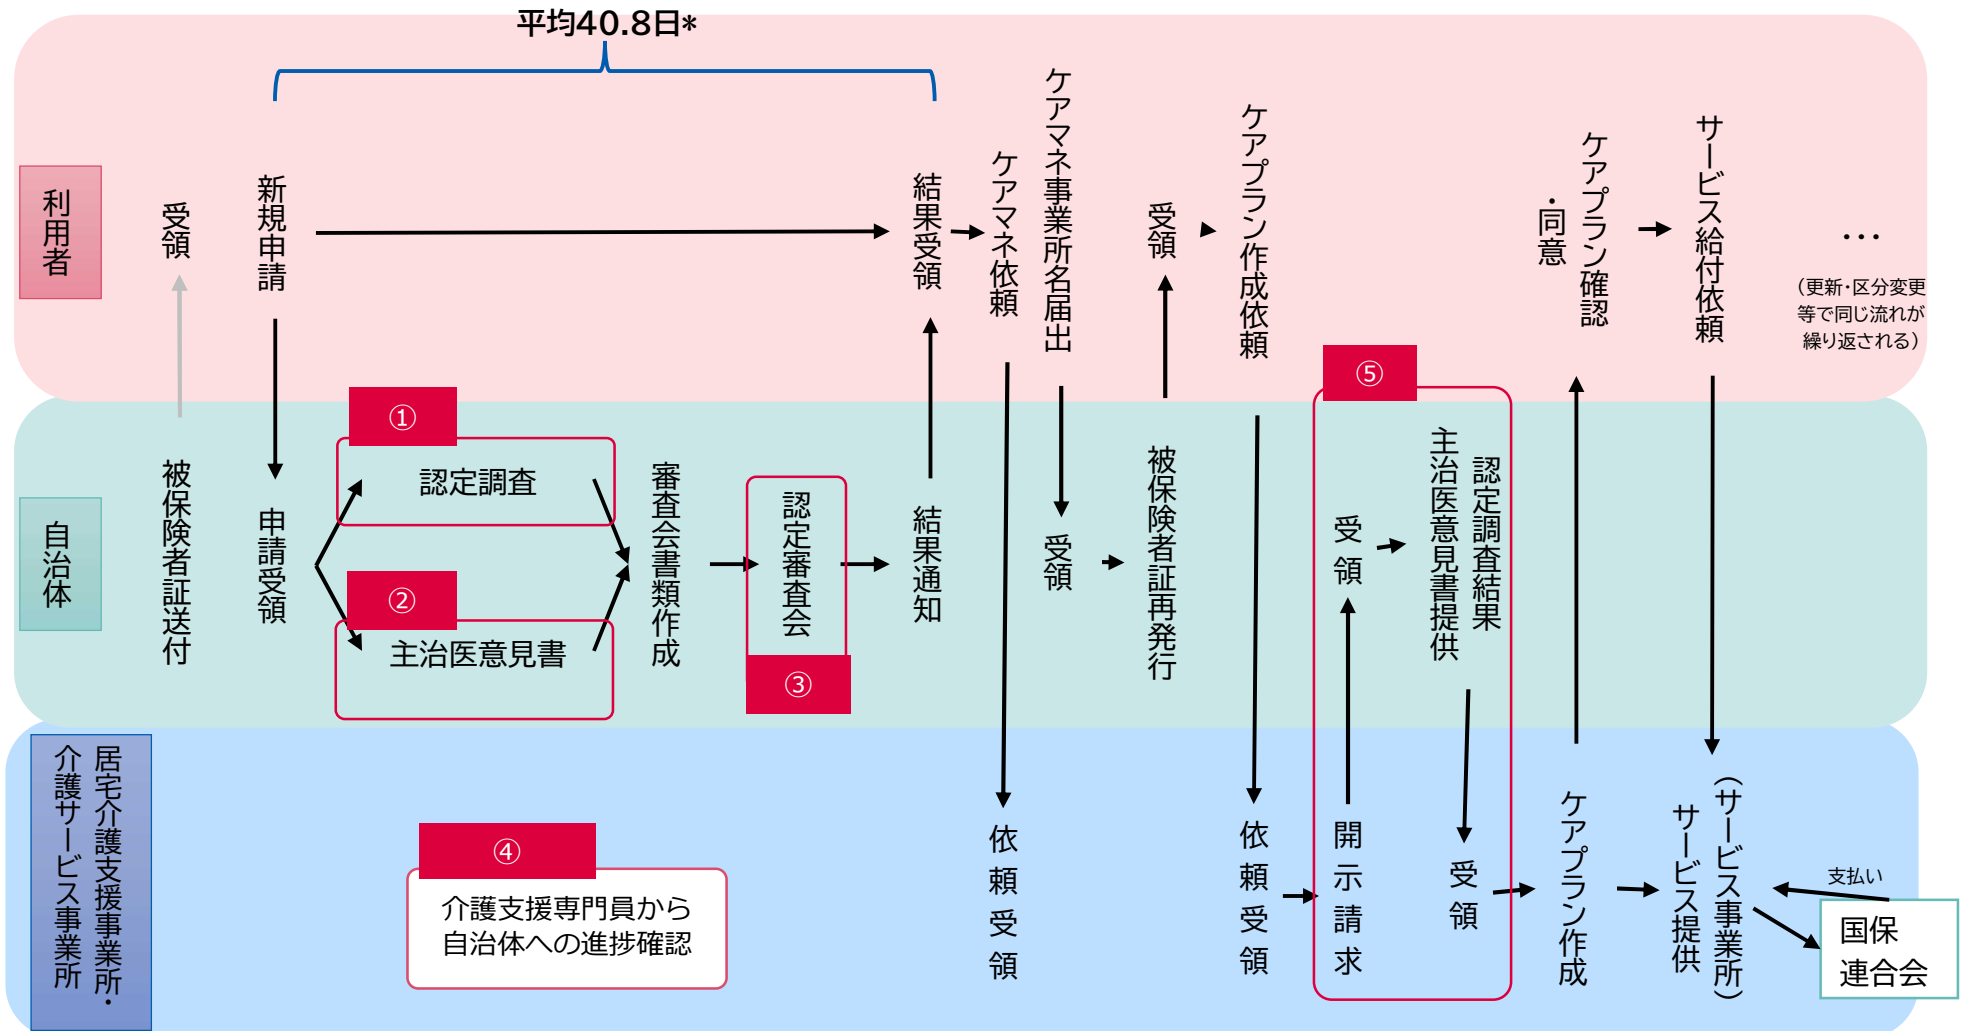 平均40.8日*
利用者
受領
新規申請
結果受領
ケアマネ依頼
ケアマネ事業所名届出
受領
ケアプラン作成依頼
ケアプラン確認
・同意
サービス給付依頼
…
（更新・区分変更
等で同じ流れが
繰り返される）
自治体
被保険者証送付
申請受領
①
認定調査
②
主治医意見書
審査会書類作成
認定審査会
③
結果通知
受領
被保険者証再発行
⑤
受領
認定調査結果
主治医意見書提供
居宅介護支援事業所・
介護サービス事業所
④
介護支援専門員から
自治体への進捗確認
依頼受領
依頼受領
開示請求
受領
ケアプラン作成
（サービス事業所）
サービス提供
支払い
国保
連合会